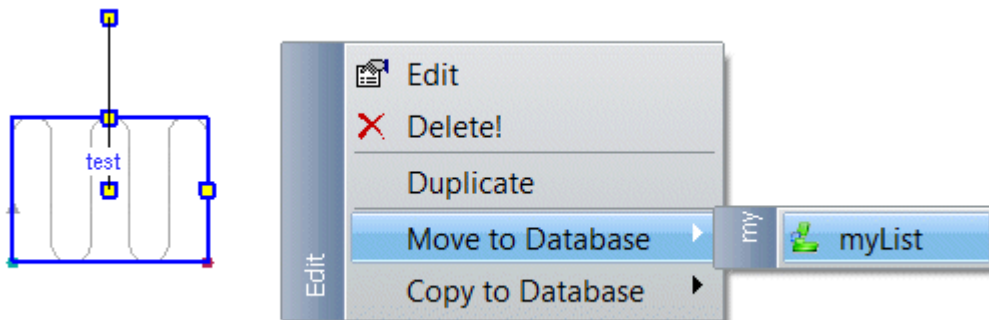 test
Edit
Edit
Delete!
Duplicate
Move to Database
my
myList
Copy to Database